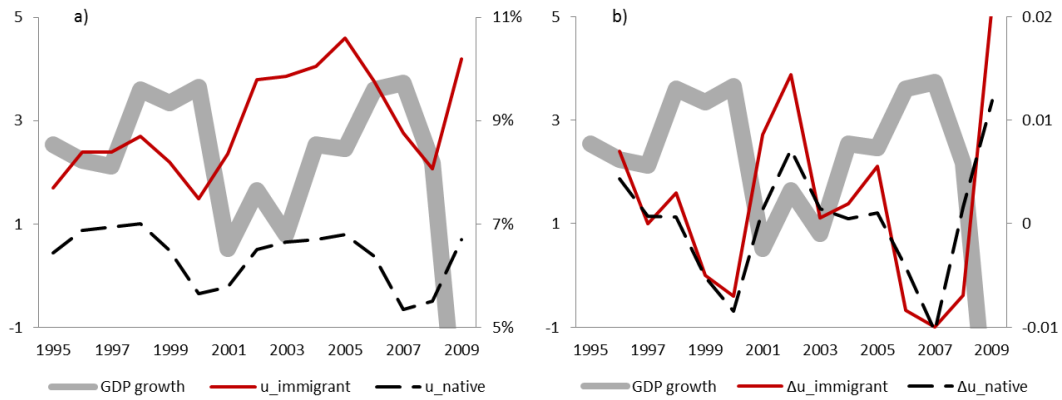 a)
5
3
1
-1
11%
9%
7%
5%
1995 1997 1999 2001 2003 2005 2007 2009
GDP growth u_immigrant u_native
b)
5
3
1
-1
0.02
0.01
0
-0.01
1995 1997 1999 2001 2003 2005 2007 2009
GDP growth Δu_immigrant Δu_native